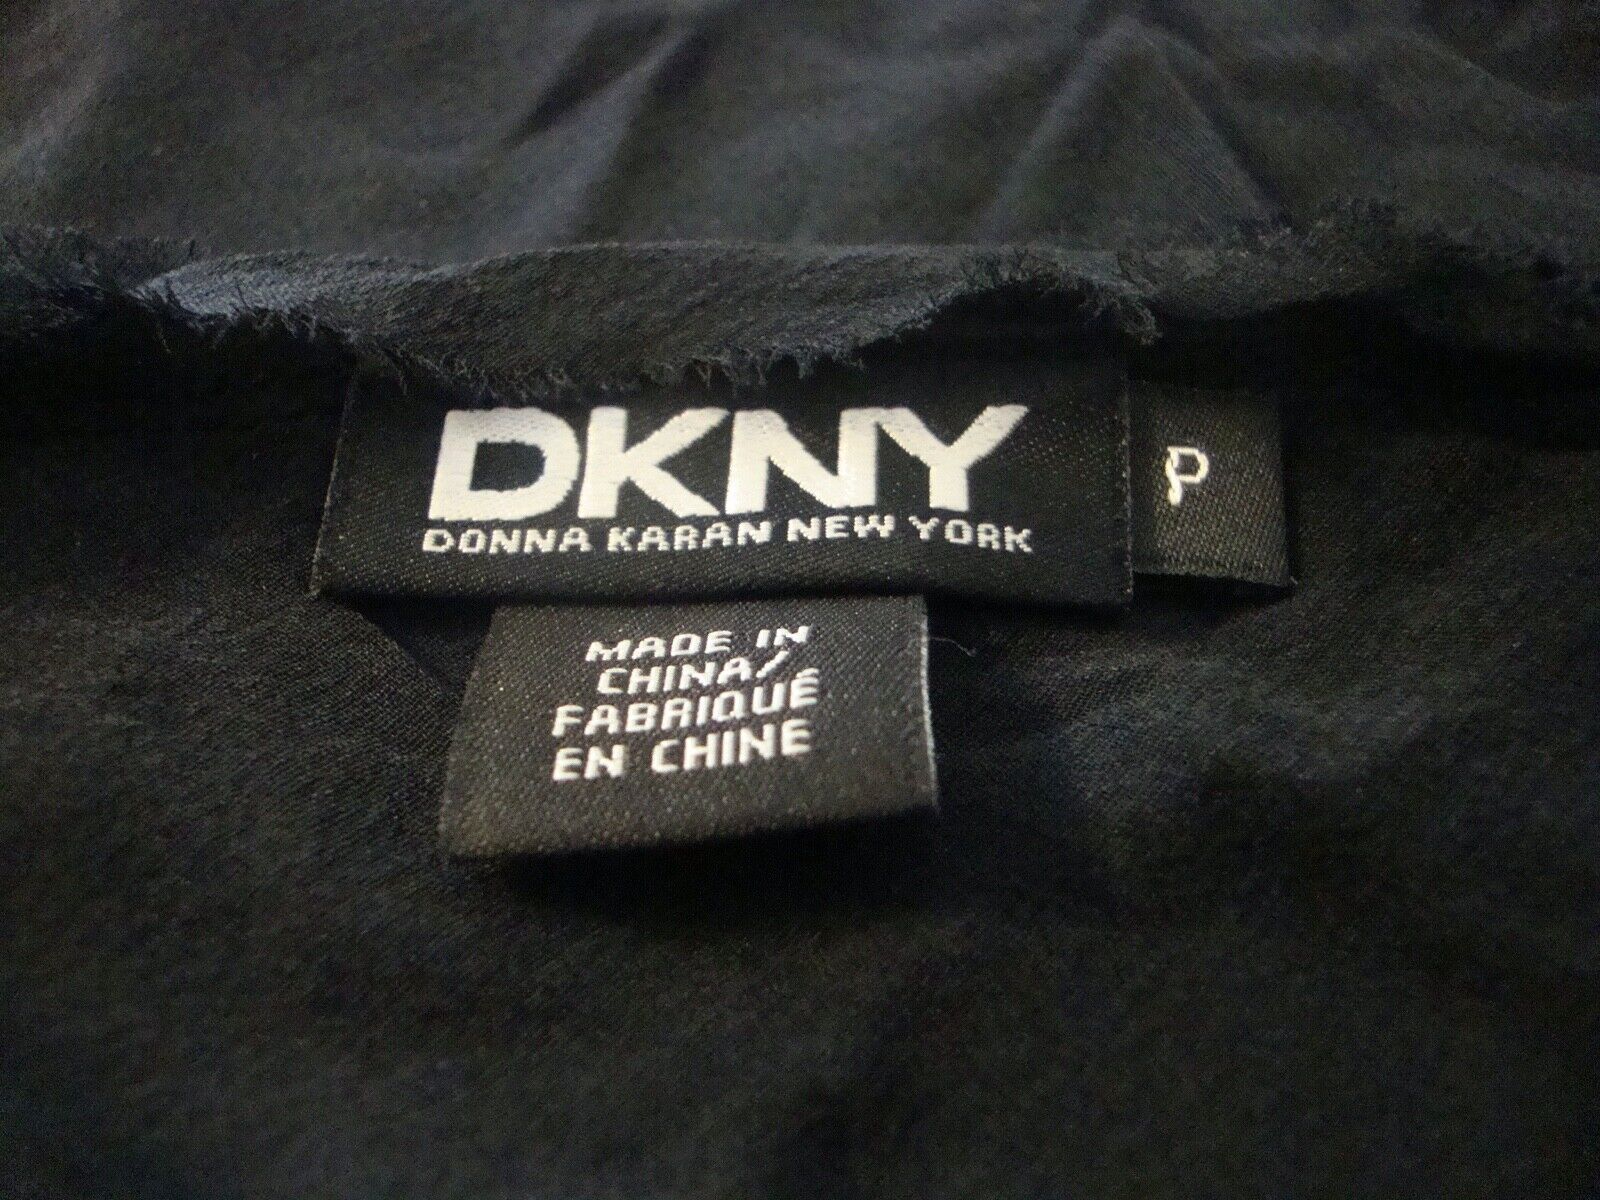 DKNY
DONNA KARAN NEW YORK
P
MADE IN
CHINA/
FABRIQUÉ
EN CHINE